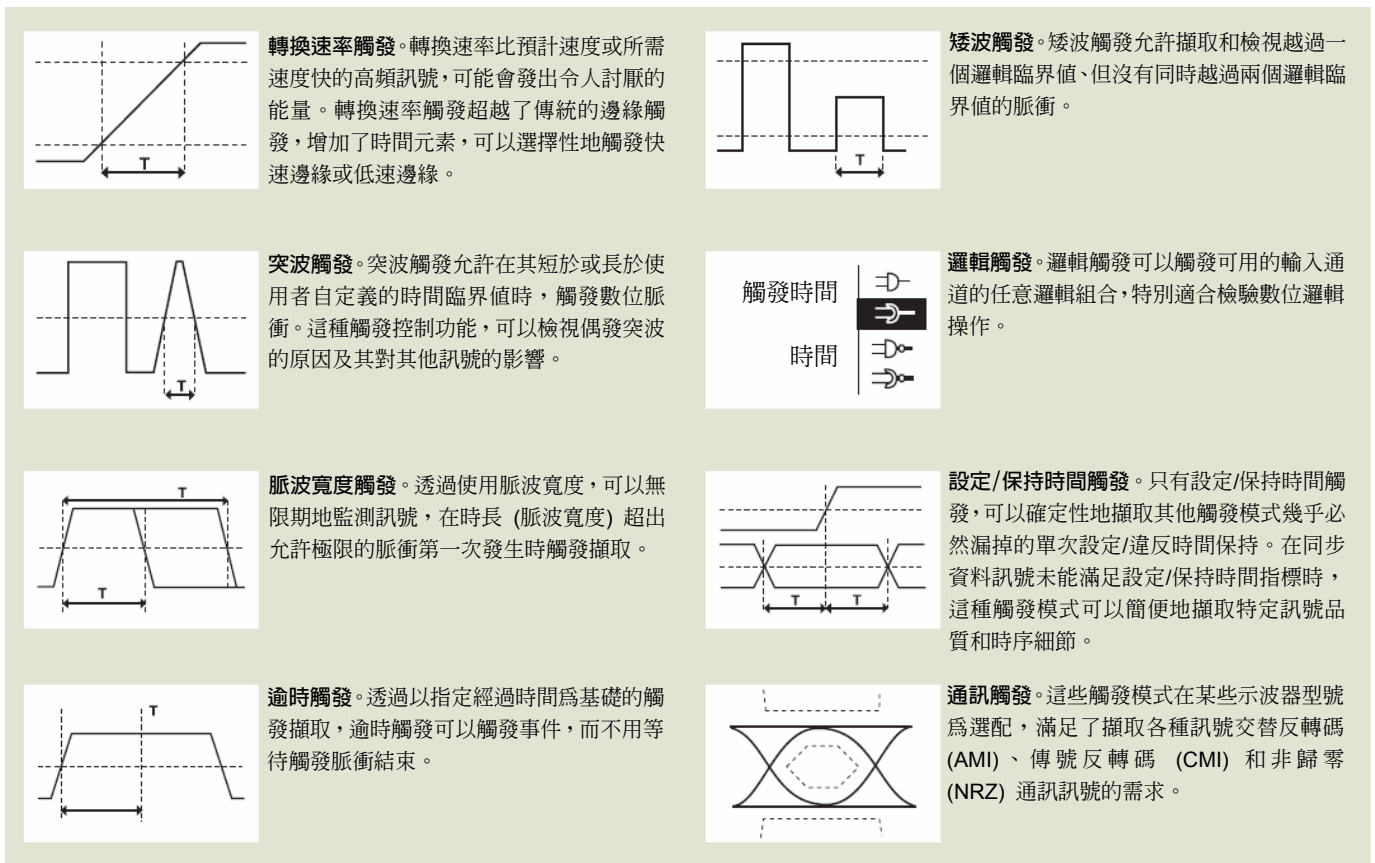 轉換速率觸發。轉換速率比預計速度或所需
速度快的高頻訊號，可能會發出令人討厭的
能量。轉換速率觸發超越了傳統的邊緣觸
發，增加了時間元素，可以選擇性地觸發快
速邊緣或低速邊緣。
T
突波觸發。突波觸發允許在其短於或長於使
用者自定義的時間臨界值時，觸發數位脈
衝。這種觸發控制功能，可以檢視偶發突波
的原因及其對其他訊號的影響。
T
脈波寬度觸發。透過使用脈波寬度，可以無
限期地監測訊號，在時長 (脈波寬度) 超出
允許極限的脈衝第一次發生時觸發擷取。
T
T
逾時觸發。透過以指定經過時間爲基礎的觸
發擷取，逾時觸發可以觸發事件，而不用等
待觸發脈衝結束。
T
矮波觸發。矮波觸發允許擷取和檢視越過一
個邏輯臨界值、但沒有同時越過兩個邏輯臨
界值的脈衝。
T
邏輯觸發。邏輯觸發可以觸發可用的輸入通
道的任意邏輯組合，特別適合檢驗數位邏輯
操作。
觸發時間
時間
設定/保持時間觸發。只有設定/保持時間觸
發，可以確定性地擷取其他觸發模式幾乎必
然漏掉的單次設定/違反時間保持。在同步
資料訊號未能滿足設定/保持時間指標時，
這種觸發模式可以簡便地擷取特定訊號品
質和時序細節。
T T
通訊觸發。這些觸發模式在某些示波器型號
爲選配，滿足了擷取各種訊號交替反轉碼
(AMI)、傳號反轉碼 (CMI) 和非歸零
(NRZ) 通訊訊號的需求。